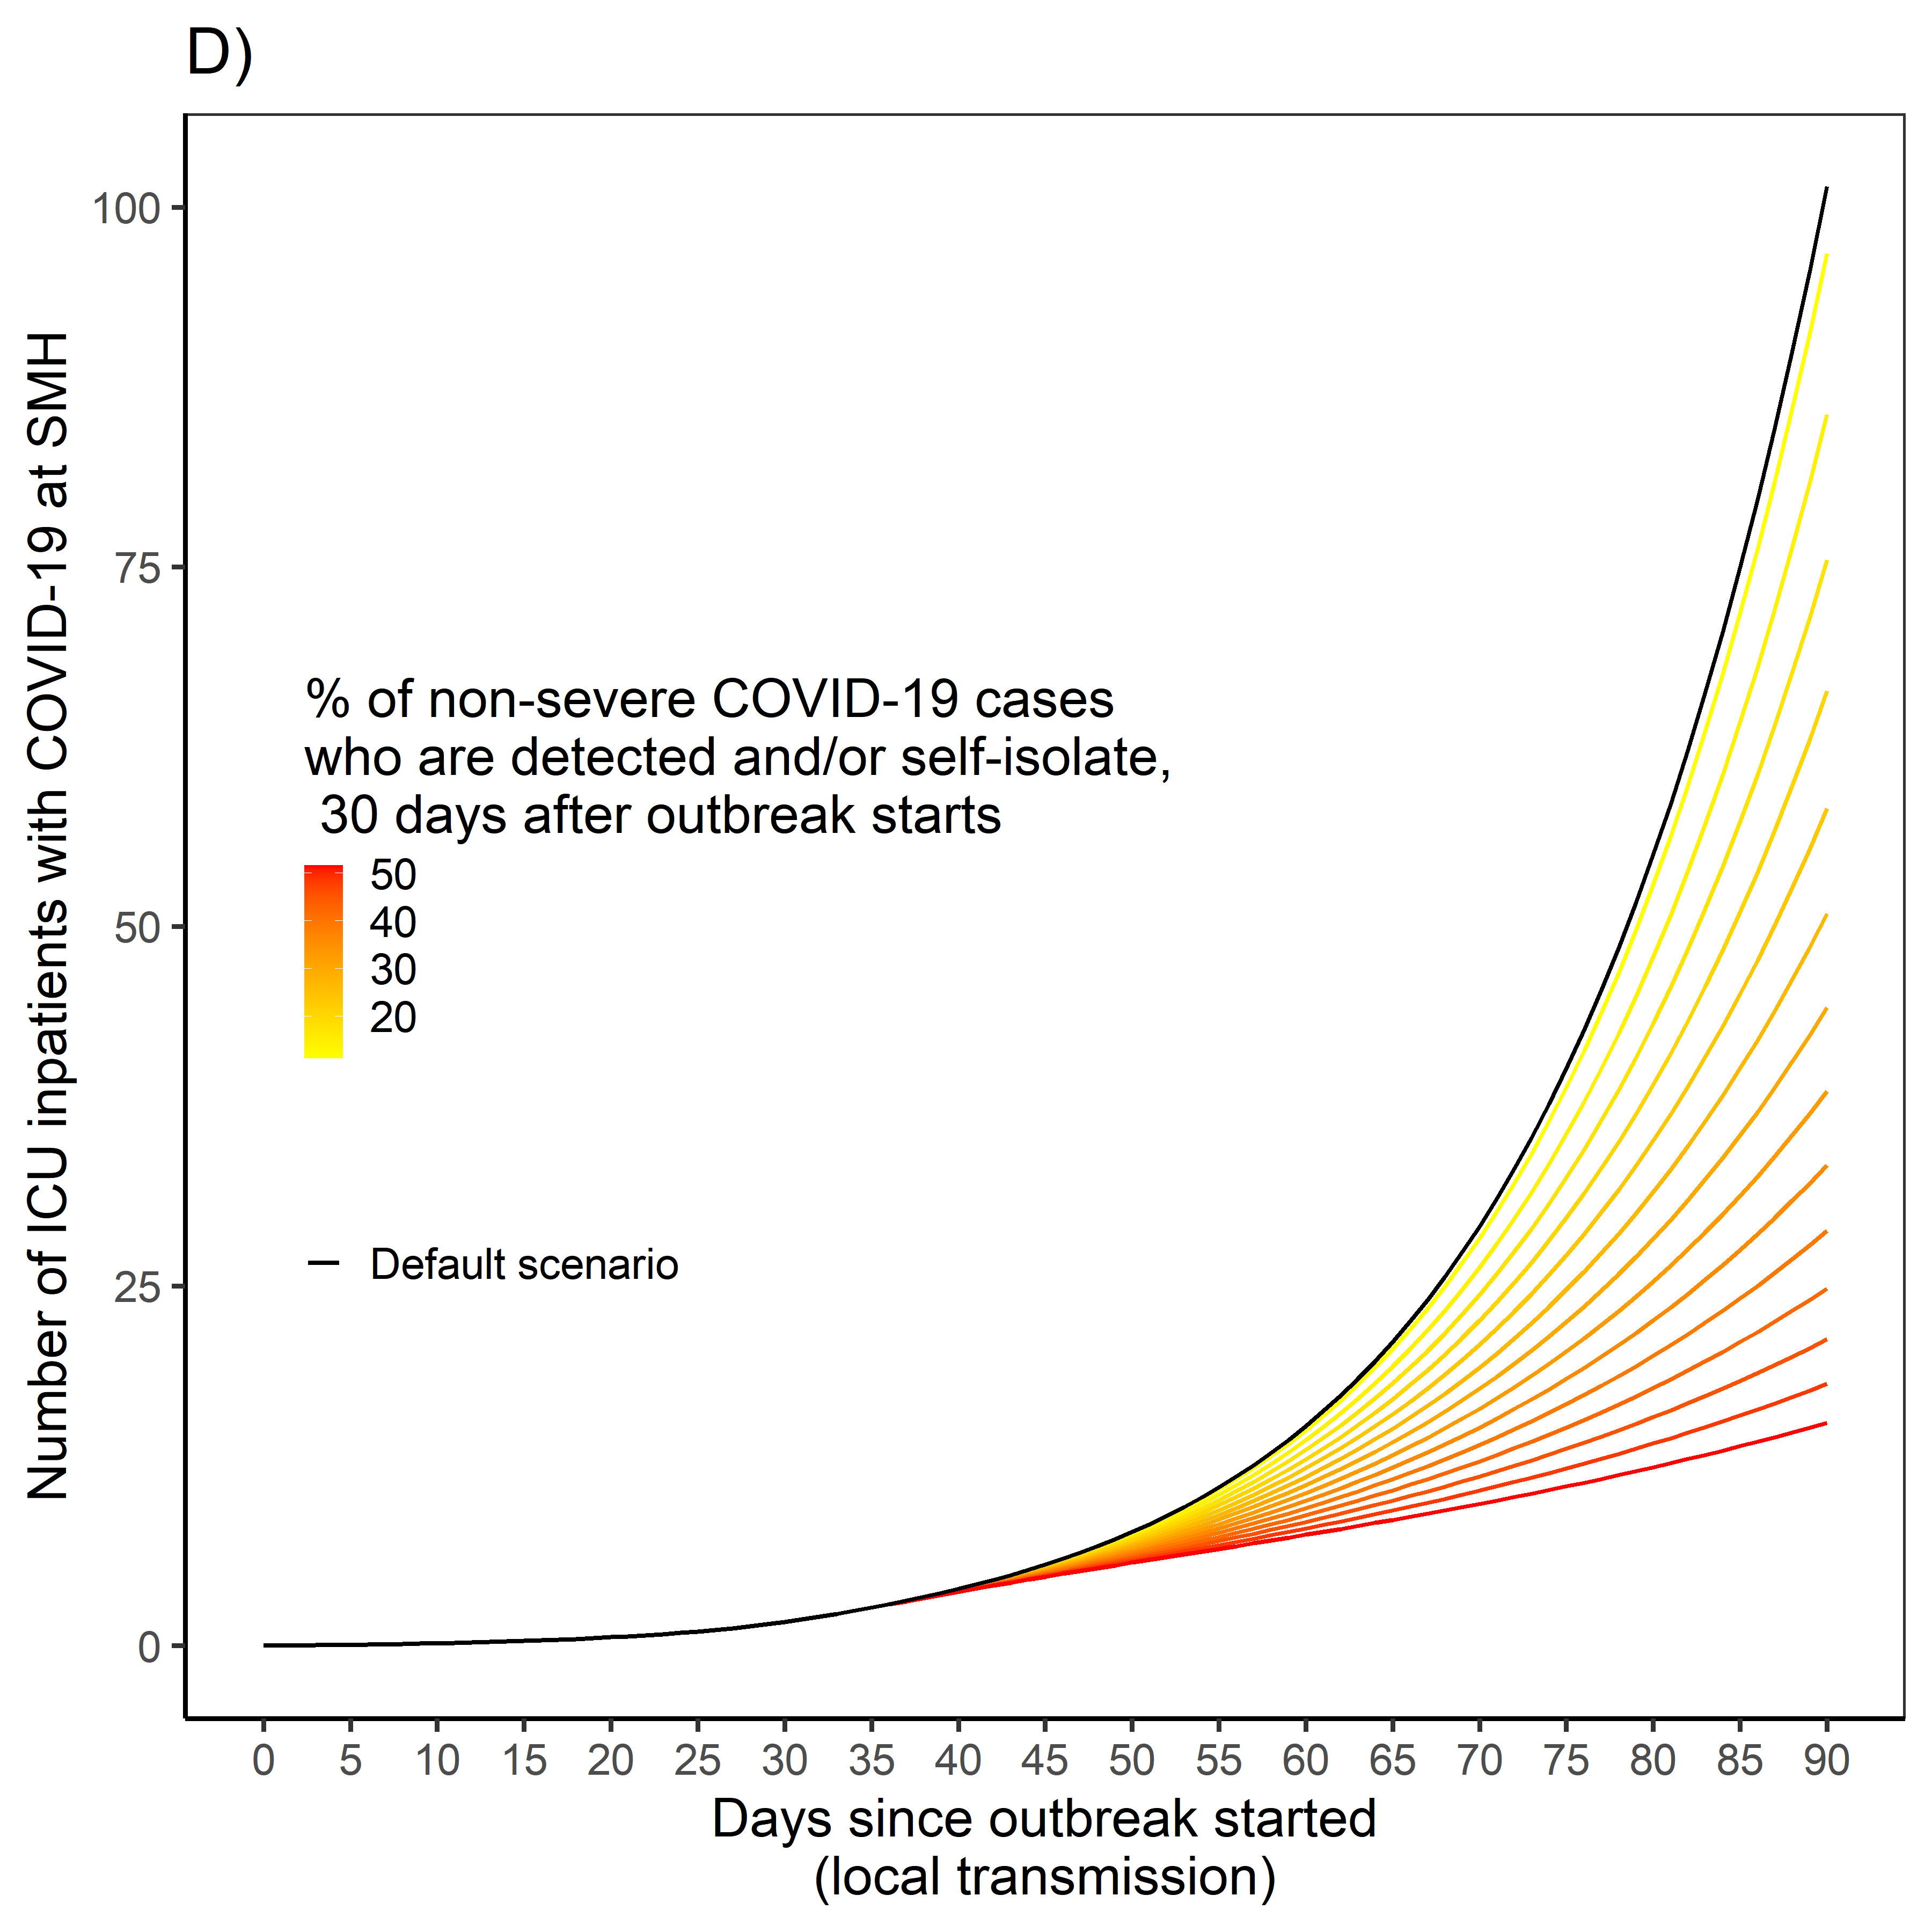 D)
Number of ICU inpatients with COVID-19 at SMH
100
75
50
25
0
% of non-severe COVID-19 cases
who are detected and/or self-isolate,
30 days after outbreak starts
50
40
30
20
Default scenario
0 5 10 15 20 25 30 35 40 45 50 55 60 65 70 75 80 85 90
Days since outbreak started
(local transmission)